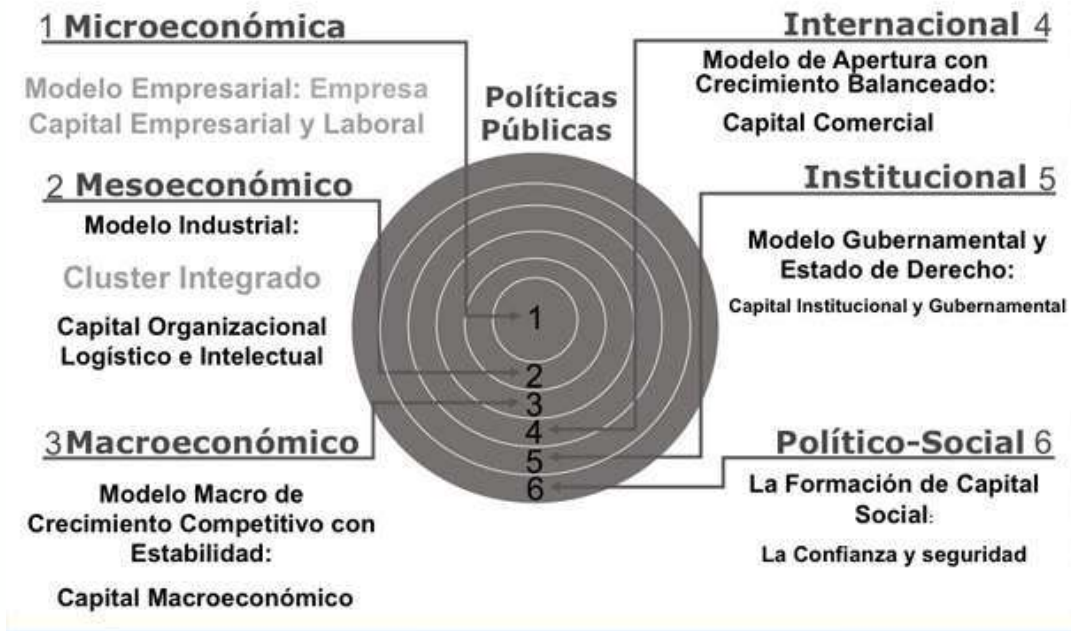 1 Microeconómica
Modelo Empresarial: Empresa
Capital Empresarial y Laboral
2 Mesoeconómico
Modelo Industrial:
Cluster Integrado
Capital Organizacional
Logístico e Intelectual
3Macroeconómico
Modelo Macro de
Crecimiento Competitivo con
Estabilidad:
Capital Macroeconómico
Políticas
Públicas
1
2
3
4
5
6
Internacional 4
Modelo de Apertura con
Crecimiento Balanceado:
Capital Comercial
Institucional 5
Modelo Gubernamental y
Estado de Derecho:
Capital Institucional y Gubernamental
Político-Social 6
La Formación de Capital
Social:
La Confianza y seguridad